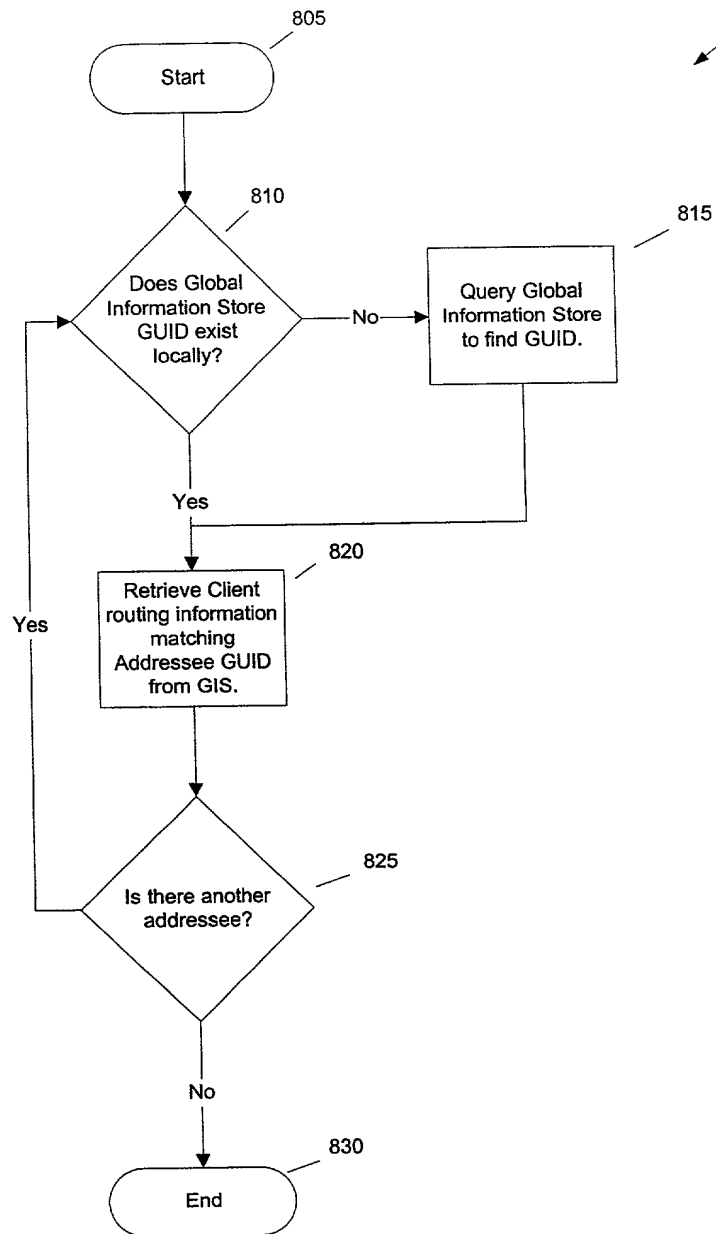 805
Start
810
Does Global
Information Store
GUID exist
locally?
No
815
Query Global
Information Store
to find GUID.
Yes
820
Retrieve Client
routing information
matching
Addressee GUID
from GIS.
Yes
825
Is there another
addressee?
No
830
End